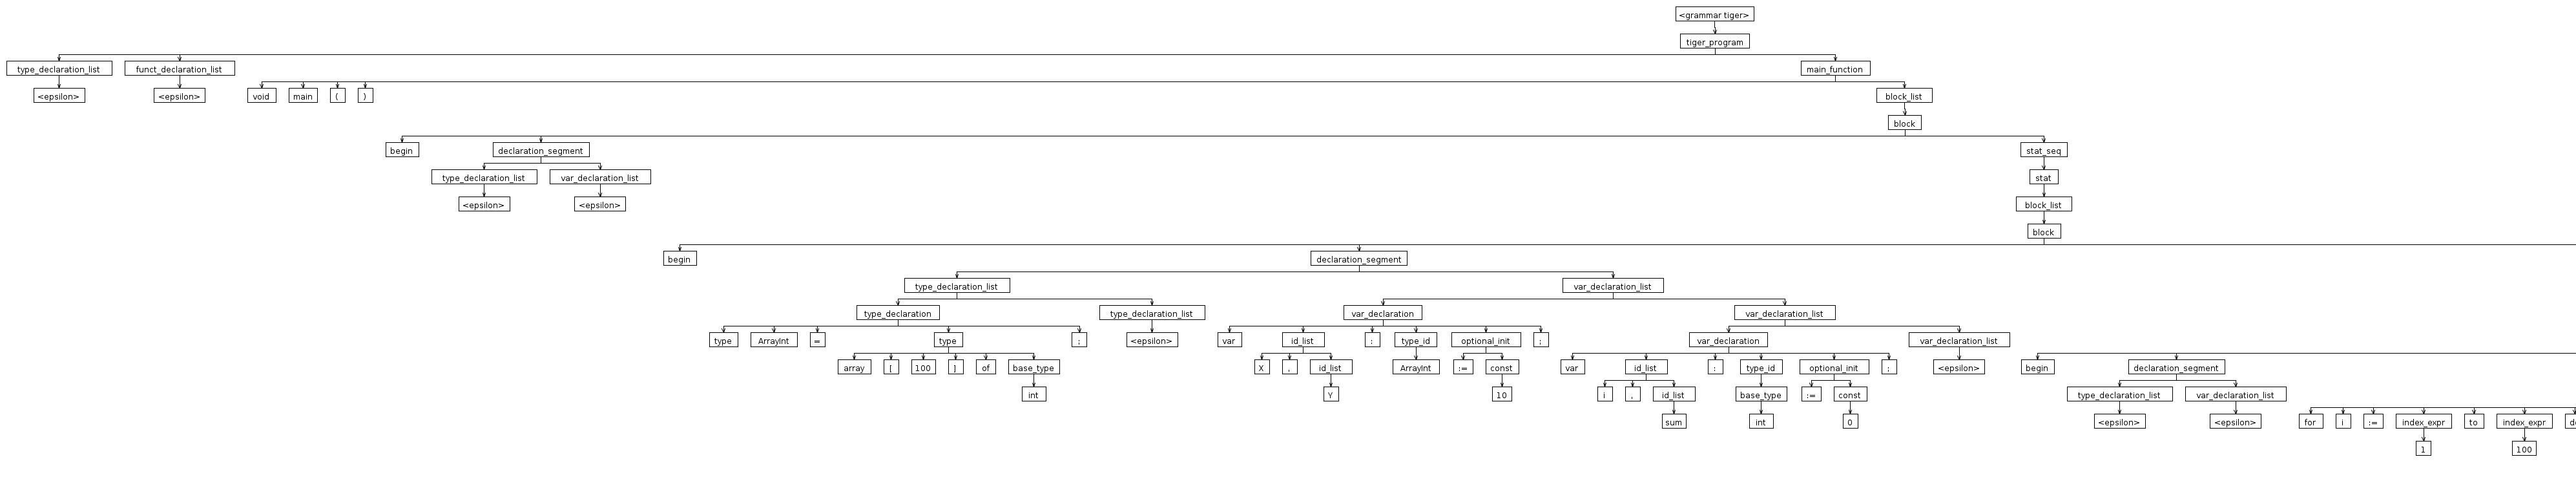 <grammar tiger>
tiger_program
type_declaration_list funct_declaration_list main_function
<epsilon> <epsilon> void main ( ) block_list
block
begin declaration_segment stat_seq
type_declaration_list var_declaration_list stat
<epsilon> <epsilon> block_list
block
begin declaration_segment
type_declaration_list var_declaration_list
type_declaration type_declaration_list var_declaration var_declaration_list
type ArrayInt = type ; <epsilon> var id_list : type_id optional_init ; var_declaration var_declaration_list
array [ 100 ] of base_type X , id_list ArrayInt := const var id_list : type_id optional_init ; <epsilon> begin declaration_segment
int Y 10 i , id_list base_type := const type_declaration_list var_declaration_list
sum int 0 <epsilon> <epsilon> for i := index_expr to index_expr
1 100